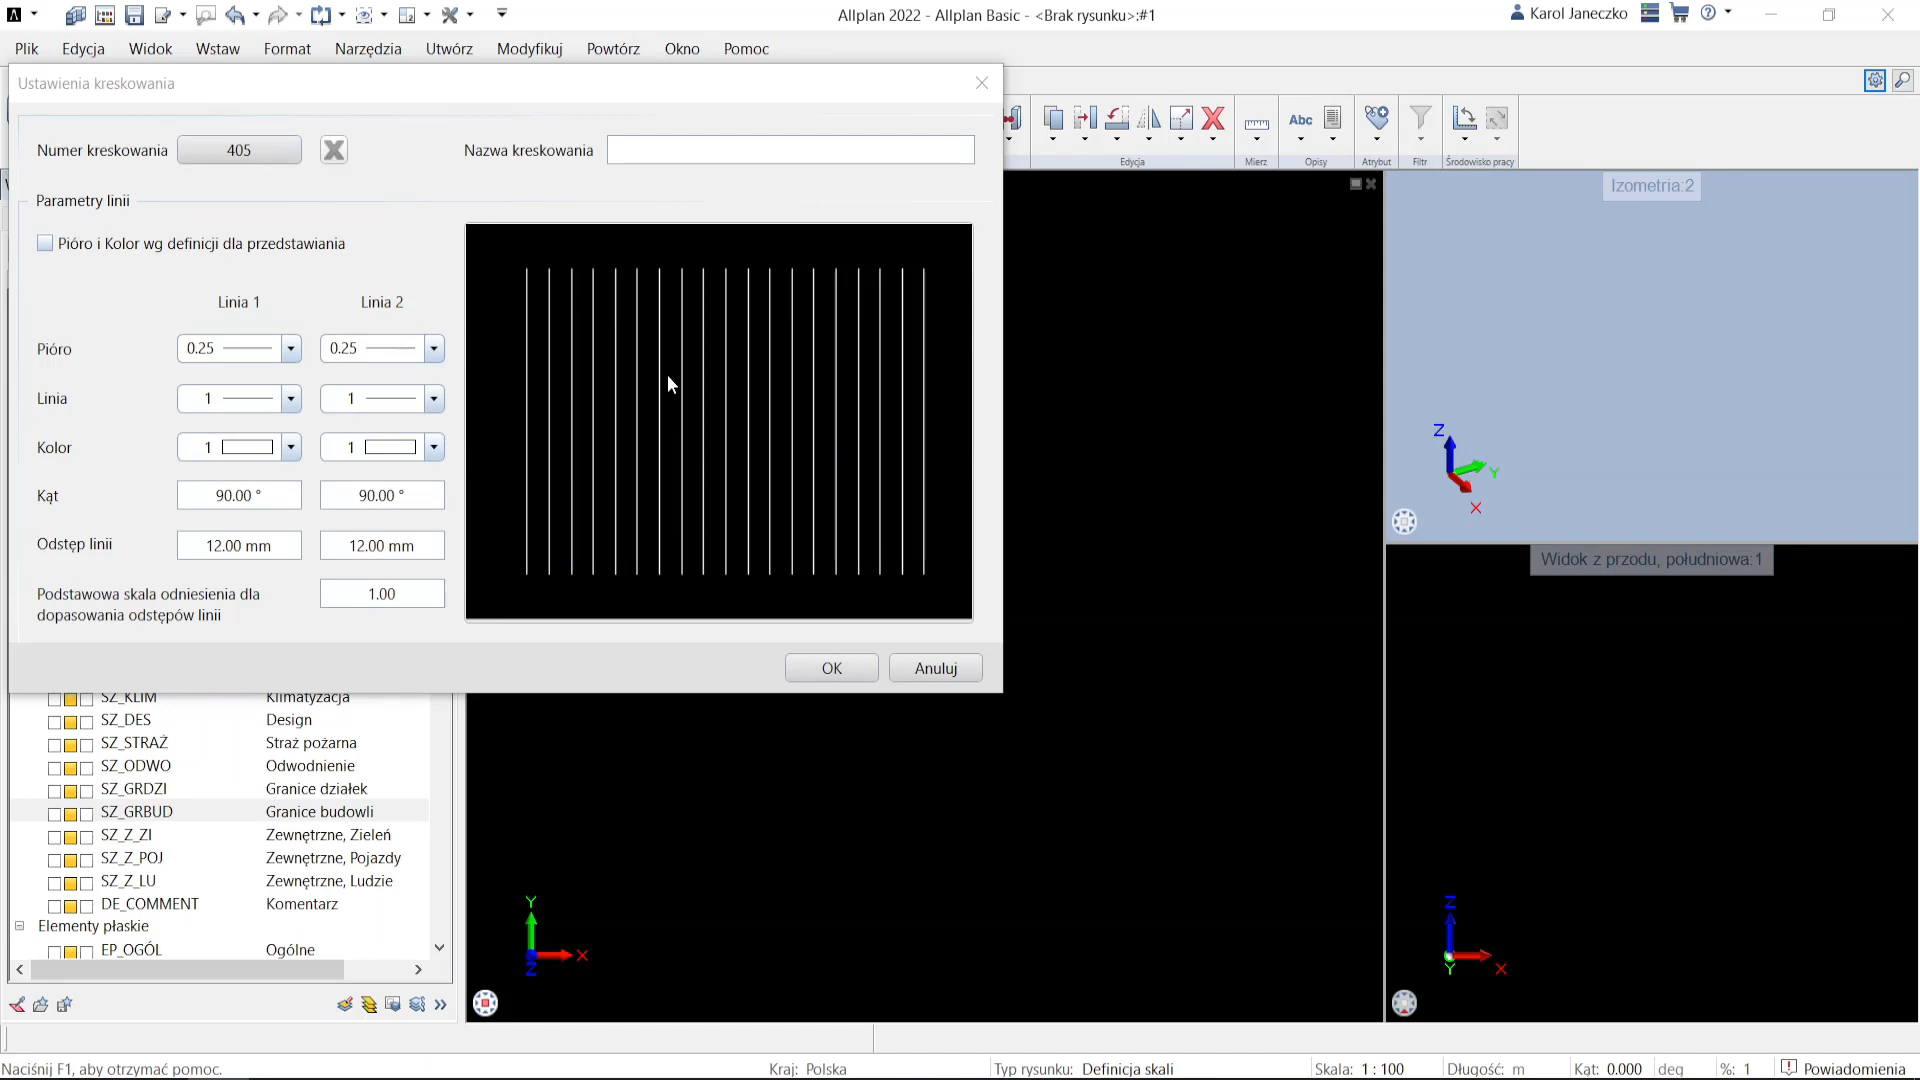 Allplan 2022 - Allplan Basic - <Brak rysunku>:#1
Karol Janeczko
Plik Edycja Widok Wstaw Format Narzędzia Utwórz Modyfikuj Powtórz Okno Pomoc
Ustawienia kreskowania
Numer kreskowania 405 Nazwa kreskowania
Parametry linii
Pióro i Kolor wg definicji dla przedstawiania
Linia 1 Linia 2
Pióro 0.25 0.25
Linia 1 1
Kolor 1 1
Kąt 90.00 ° 90.00 °
Odstęp linii 12.00 mm 12.00 mm
Podstawowa skala odniesienia dla
dopasowania odstępów linii
1.00
OK Anuluj
Abc
Edycja Mierz Opisy Atrybut Filtr Środowisko pracy
Izometria:2
Z
Y
X
Widok z przodu, południowa:1
SZ_KLIM Klimatyzacja
SZ_DES Design
SZ_STRAŻ Straż pożarna
SZ_ODWO Odwodnienie
SZ_GRDZI Granice działek
SZ_GRBUD Granice budowli
SZ_Z_ZI Zewnętrzne, Zieleń
SZ_Z_POJ Zewnętrzne, Pojazdy
SZ_Z_LU Zewnętrzne, Ludzie
DE_COMMENT Komentarz
Elementy płaskie
EP_OGÓL Ogólne
Y
X
Z
Z
X
Y
Naciśnij F1, aby otrzymać pomoc. Kraj: Polska Typ rysunku: Definicja skali Skala: 1 : 100 Długość: m Kąt: 0.000 deg %: 1 Powiadomienia